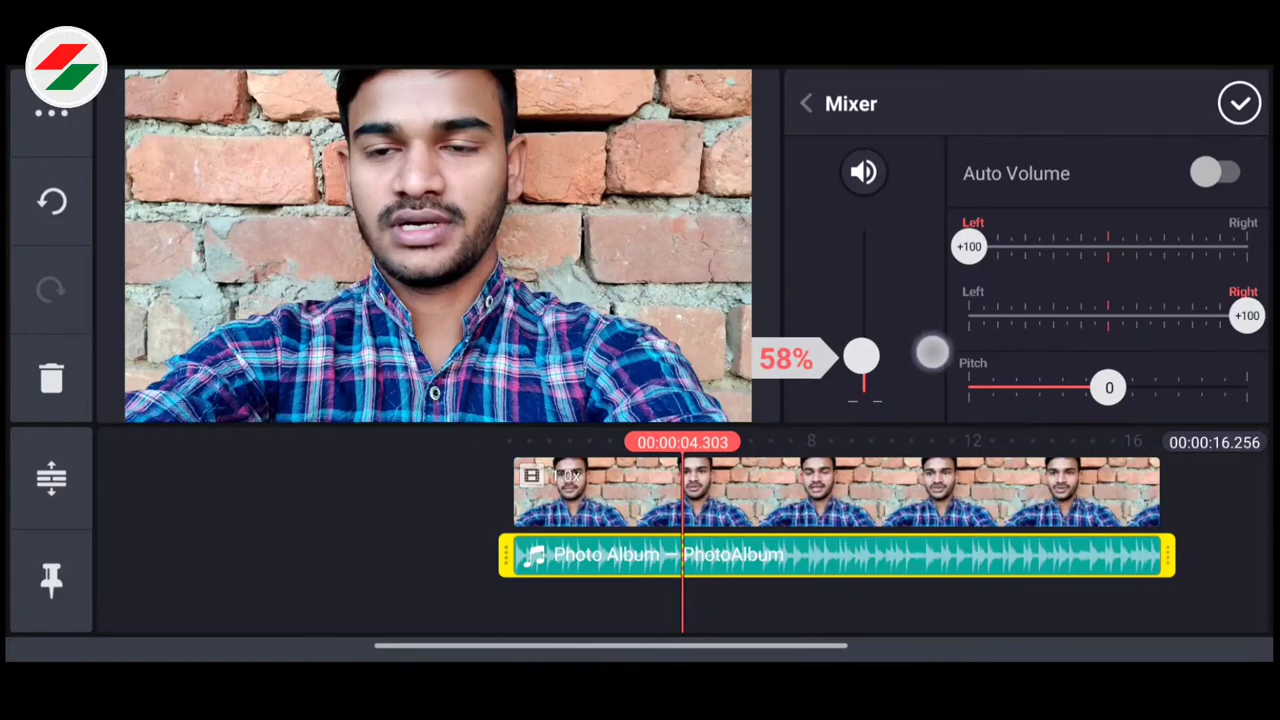 Mixer
Auto Volume
Left Right
+100
Left Right
+100
58%
Pitch
0
00:00:04.303 8 12 16 00:00:16.256
1.0x
Photo Album — PhotoAlbum